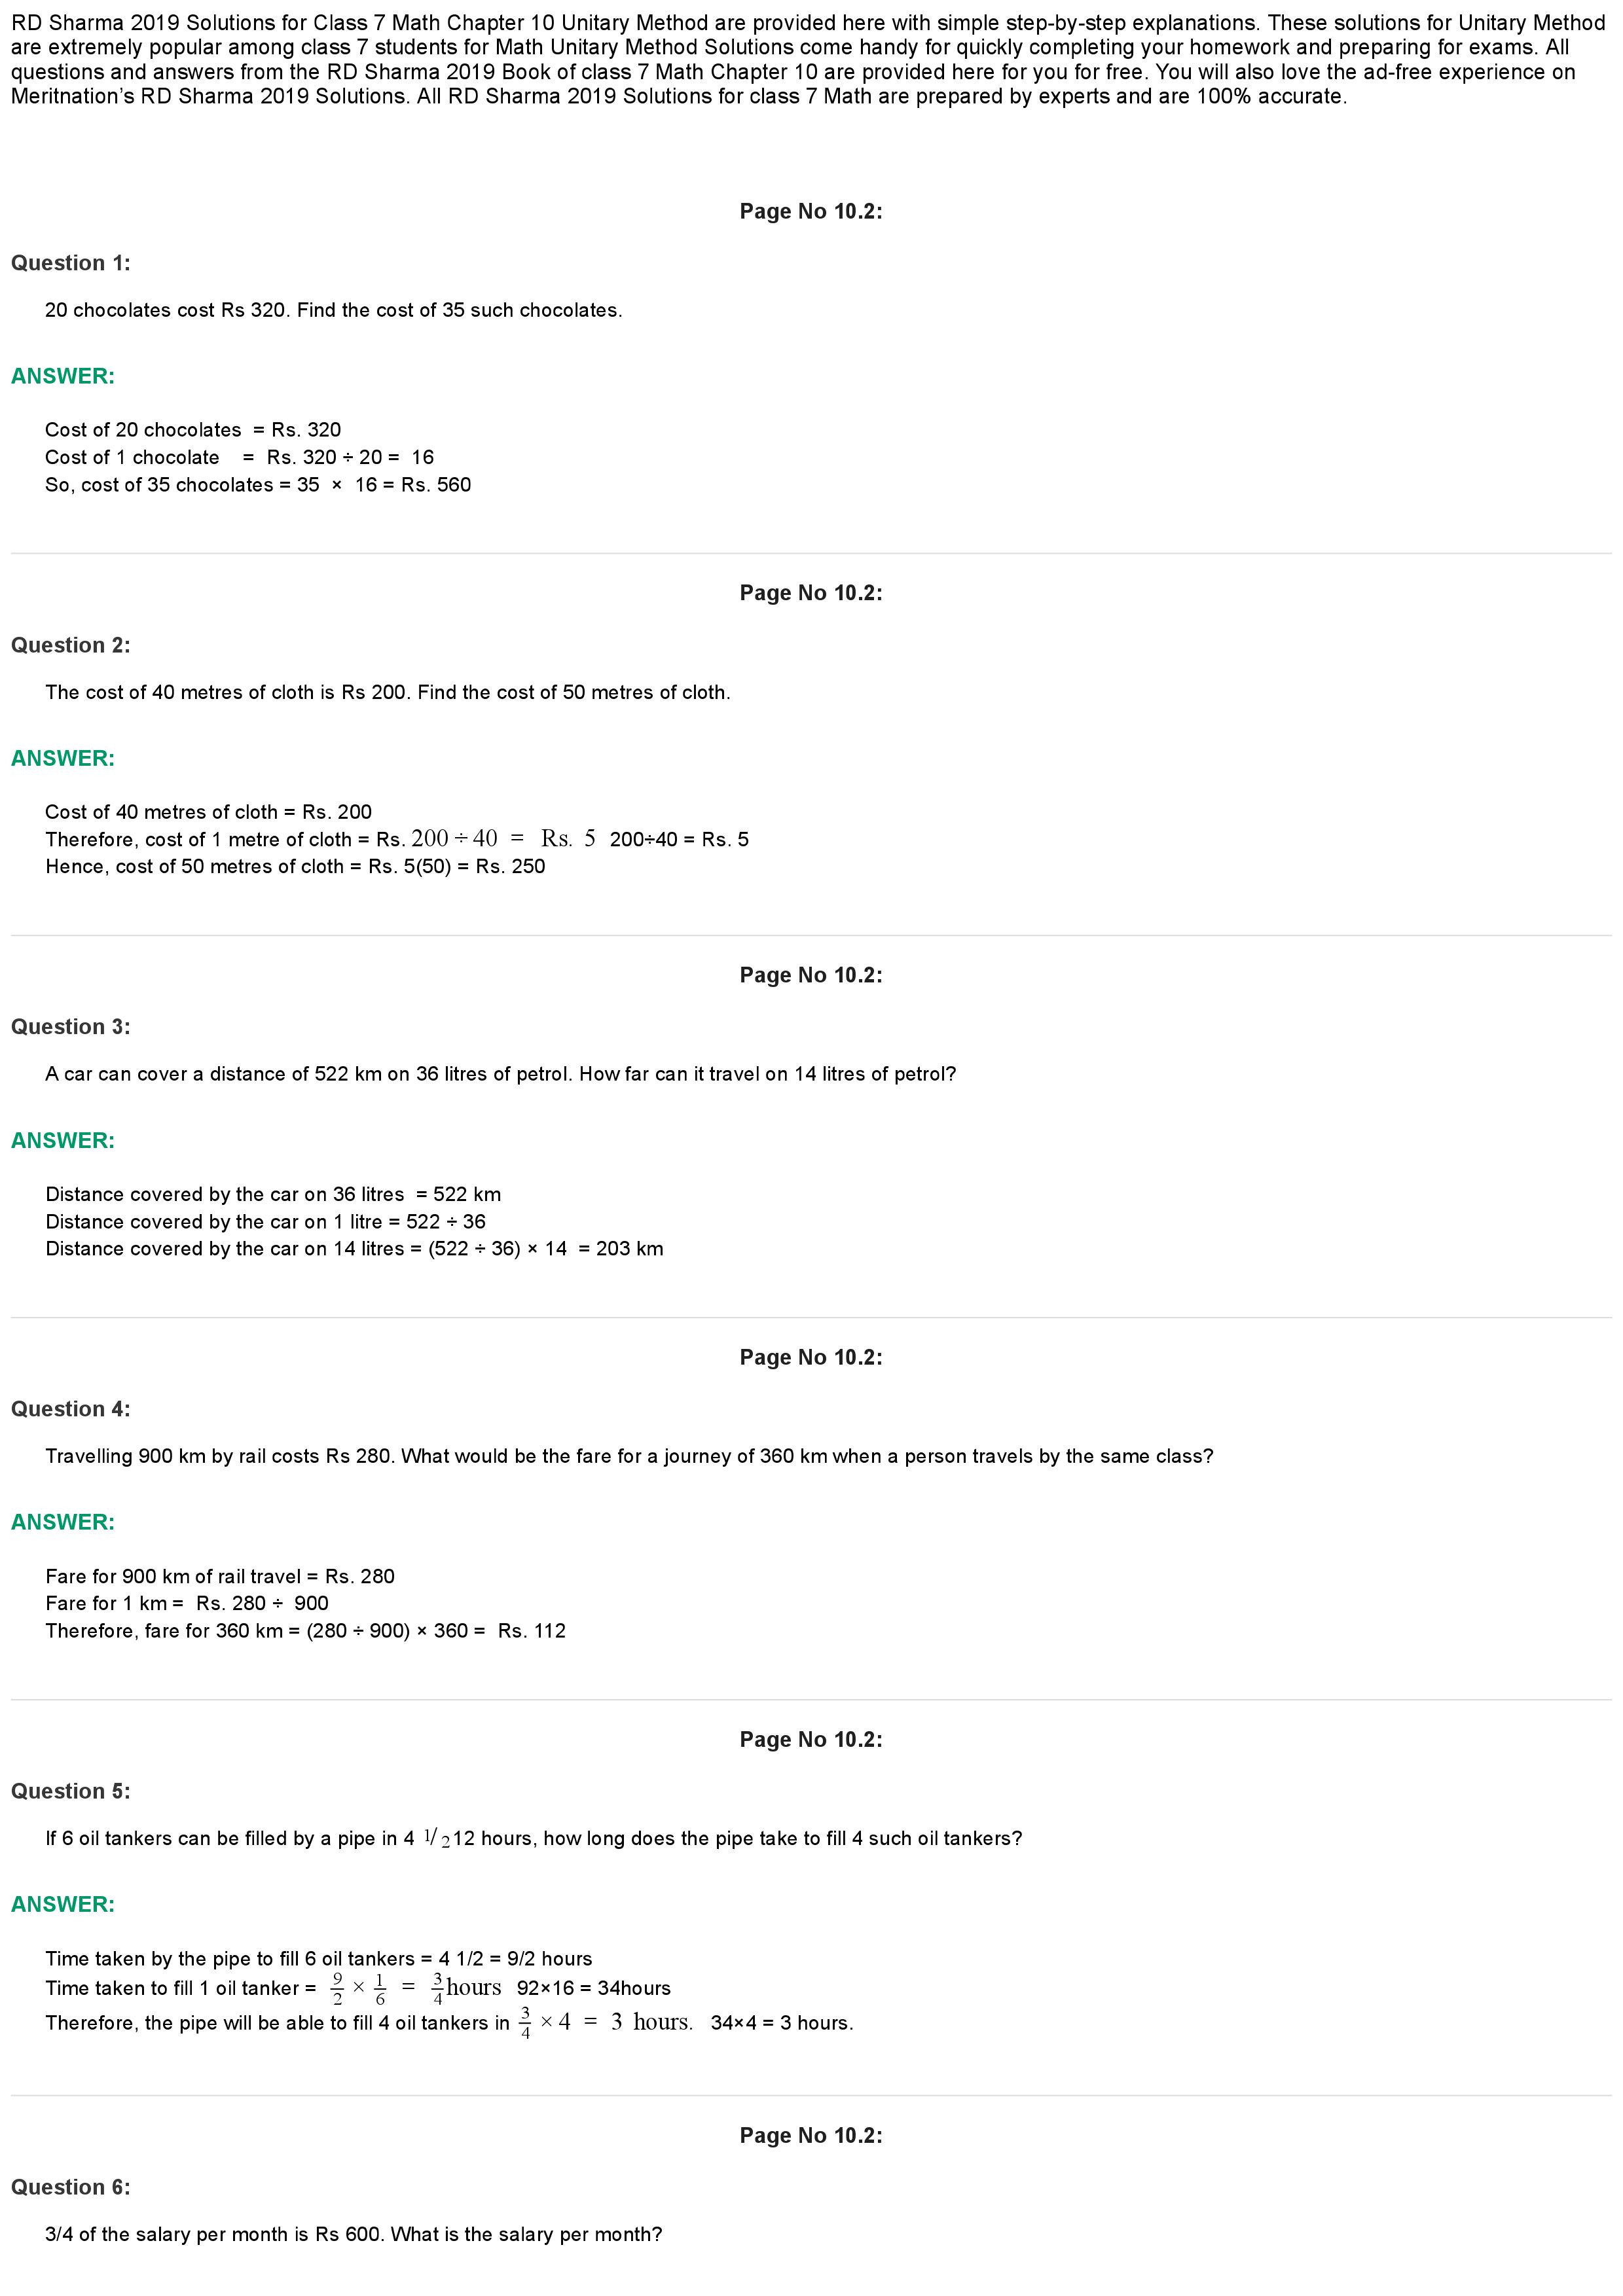 RD Sharma 2019 Solutions for Class 7 Math Chapter 10 Unitary Method are provided here with simple step-by-step explanations. These solutions for Unitary Method
are extremely popular among class 7 students for Math Unitary Method Solutions come handy for quickly completing your homework and preparing for exams. All
questions and answers from the RD Sharma 2019 Book of class 7 Math Chapter 10 are provided here for you for free. You will also love the ad-free experience on
Meritnation’s RD Sharma 2019 Solutions. All RD Sharma 2019 Solutions for class 7 Math are prepared by experts and are 100% accurate.
Page No 10.2:
Question 1:
20 chocolates cost Rs 320. Find the cost of 35 such chocolates.
ANSWER:
Cost of 20 chocolates = Rs. 320
Cost of 1 chocolate = Rs. 320 ÷ 20 = 16
So, cost of 35 chocolates = 35 × 16 = Rs. 560
Page No 10.2:
Question 2:
The cost of 40 metres of cloth is Rs 200. Find the cost of 50 metres of cloth.
ANSWER:
Cost of 40 metres of cloth = Rs. 200
Therefore, cost of 1 metre of cloth = Rs. 200 ÷ 40 = Rs. 5 200÷40 = Rs. 5
Hence, cost of 50 metres of cloth = Rs. 5(50) = Rs. 250
Page No 10.2:
Question 3:
A car can cover a distance of 522 km on 36 litres of petrol. How far can it travel on 14 litres of petrol?
ANSWER:
Distance covered by the car on 36 litres = 522 km
Distance covered by the car on 1 litre = 522 ÷ 36
Distance covered by the car on 14 litres = (522 ÷ 36) × 14 = 203 km
Page No 10.2:
Question 4:
Travelling 900 km by rail costs Rs 280. What would be the fare for a journey of 360 km when a person travels by the same class?
ANSWER:
Fare for 900 km of rail travel = Rs. 280
Fare for 1 km = Rs. 280 ÷ 900
Therefore, fare for 360 km = (280 ÷ 900) × 360 = Rs. 112
Page No 10.2:
Question 5:
If 6 oil tankers can be filled by a pipe in 4 1/2 12 hours, how long does the pipe take to fill 4 such oil tankers?
ANSWER:
Time taken by the pipe to fill 6 oil tankers = 4 1/2 = 9/2 hours
Time taken to fill 1 oil tanker = 9/2 × 1/6 = 3/4 hours 92×16 = 34hours
Therefore, the pipe will be able to fill 4 oil tankers in 3/4 × 4 = 3 hours. 34×4 = 3 hours.
Page No 10.2:
Question 6:
3/4 of the salary per month is Rs 600. What is the salary per month?